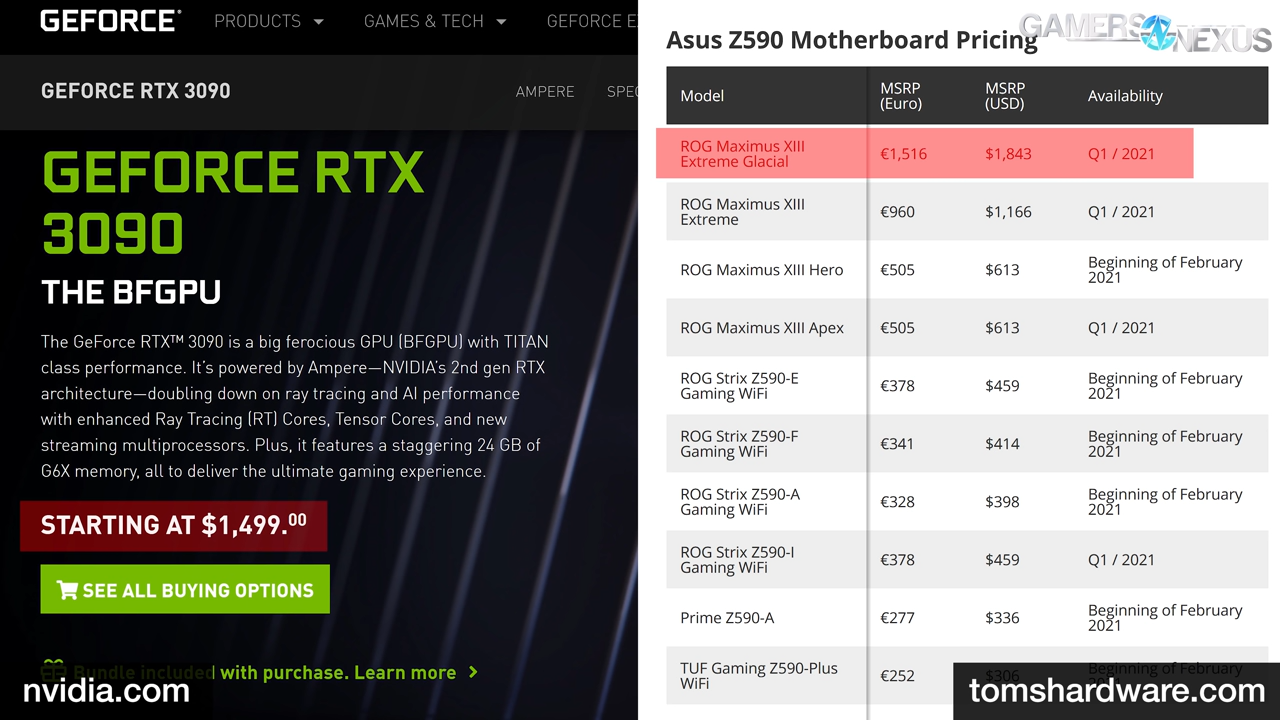 GEFORCE®
PRODUCTS
GAMES & TECH
GEFORCE E
GEFORCE RTX 3090
AMPERE
SPEC
GEFORCE RTX
3090
THE BFGPU
The GeForce RTX™ 3090 is a big ferocious GPU (BFGPU) with TITAN
class performance. It's powered by Ampere—NVIDIA's 2nd gen RTX
architecture—doubling down on ray tracing and AI performance
with enhanced Ray Tracing (RT) Cores, Tensor Cores, and new
streaming multiprocessors. Plus, it features a staggering 24 GB of
G6X memory, all to deliver the ultimate gaming experience.
STARTING AT $1,499.00
SEE ALL BUYING OPTIONS
Bundle included with purchase. Learn more
nvidia.com
GAMERS NEXUS
Asus Z590 Motherboard Pricing
Model MSRP (Euro) MSRP (USD) Availability
ROG Maximus XIII Extreme Glacial €1,516 $1,843 Q1 / 2021
ROG Maximus XIII Extreme €960 $1,166 Q1 / 2021
ROG Maximus XIII Hero €505 $613 Beginning of February 2021
ROG Maximus XIII Apex €505 $613 Q1 / 2021
ROG Strix Z590-E Gaming WiFi €378 $459 Beginning of February 2021
ROG Strix Z590-F Gaming WiFi €341 $414 Beginning of February 2021
ROG Strix Z590-A Gaming WiFi €328 $398 Beginning of February 2021
ROG Strix Z590-I Gaming WiFi €378 $459 Q1 / 2021
Prime Z590-A €277 $336 Beginning of February 2021
TUF Gaming Z590-Plus WiFi €252 $306 Beginning of February
tomshardware.com